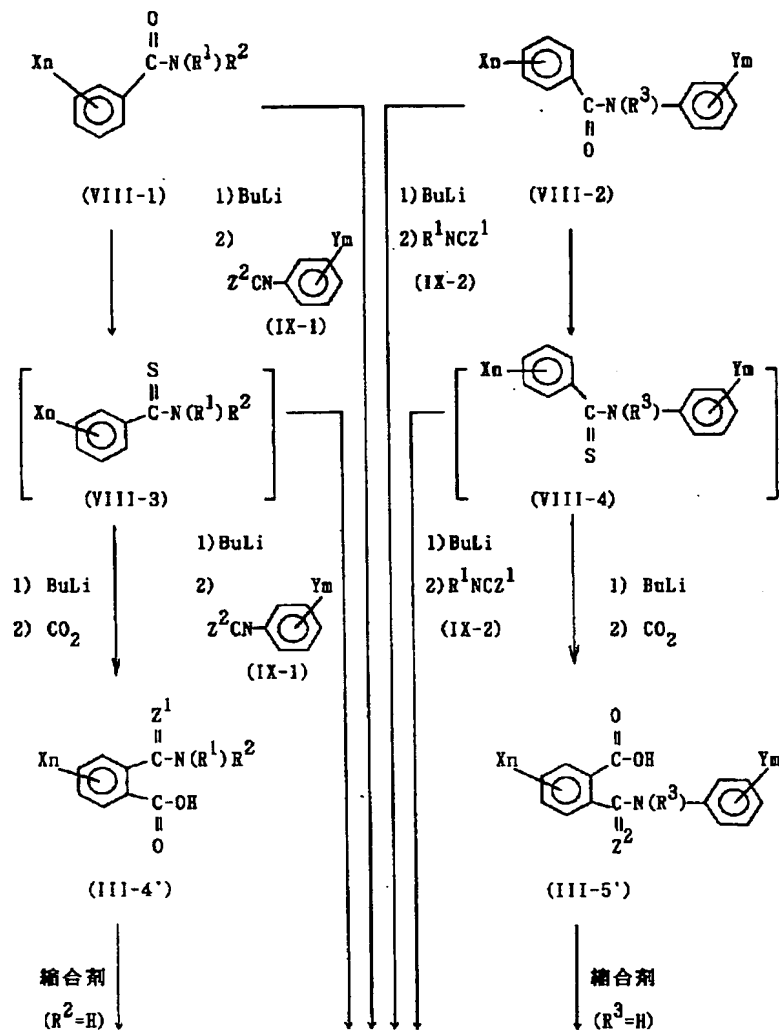 O
||
Xn
C-N(R¹)R²
(VIII-1)
Xn
Ym
C-N(R³)
||
O
(VIII-2)
1)BuLi
2)
Ym
Z²CN
(IX-1)
1)BuLi
2)R¹NCZ¹
(IX-2)
S
||
Xn
C-N(R¹)R²
(VIII-3)
Xn
Ym
C-N(R³)
||
S
(VIII-4)
1) BuLi
2) CO₂
1)BuLi
2)
Ym
Z²CN
(IX-1)
1)BuLi
2)R¹NCZ¹
(IX-2)
1) BuLi
2) CO₂
Z¹
||
Xn
C-N(R¹)R²
C-OH
||
O
(III-4')
O
||
Xn
C-OH
Ym
C-N(R³)
||
Z²
(III-5')
縮合剤
(R²=H)
縮合剤
(R³=H)